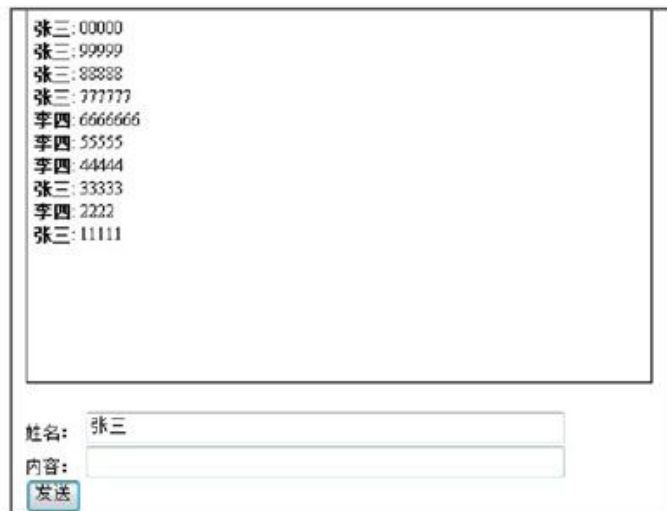 张三: 00000
张三: 99999
张三: 88888
张三: 777777
李四: 6666666
李四: 55555
李四: 44444
张三: 33333
李四: 2222
张三: 11111
姓名: 张三
内容:
发送